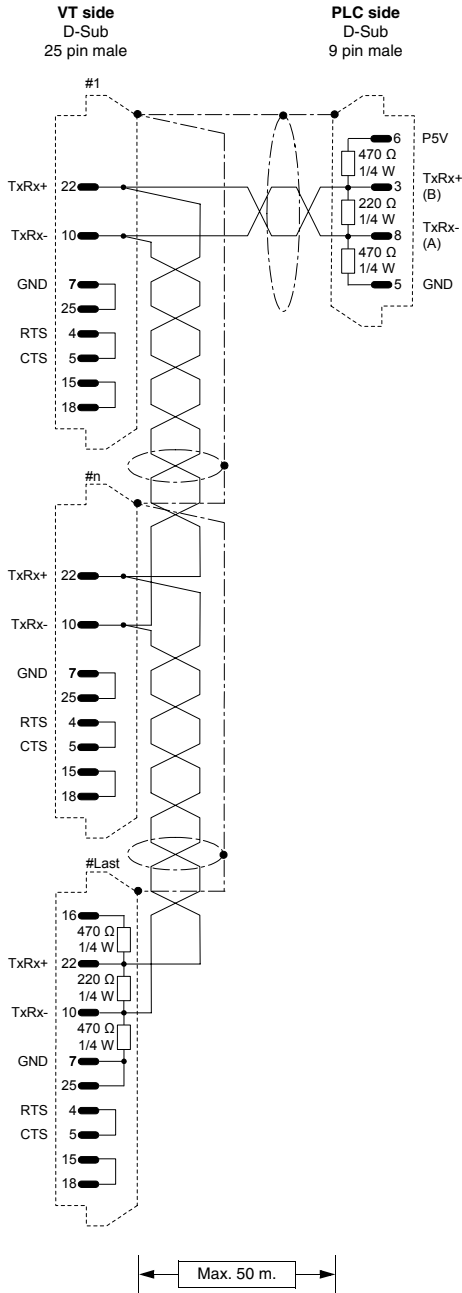 VT side
D-Sub
25 pin male
PLC side
D-Sub
9 pin male
#1
6 P5V
470 Ω
1/4 W
TxRx+ 22
3 TxRx+
(B)
220 Ω
1/4 W
TxRx- 10
8 TxRx-
(A)
470 Ω
1/4 W
GND 7
5 GND
25
RTS 4
CTS 5
15
18
#n
TxRx+ 22
TxRx- 10
GND 7
25
RTS 4
CTS 5
15
18
#Last
16
470 Ω
1/4 W
TxRx+ 22
220 Ω
1/4 W
TxRx- 10
470 Ω
1/4 W
GND 7
25
RTS 4
CTS 5
15
18
Max. 50 m.